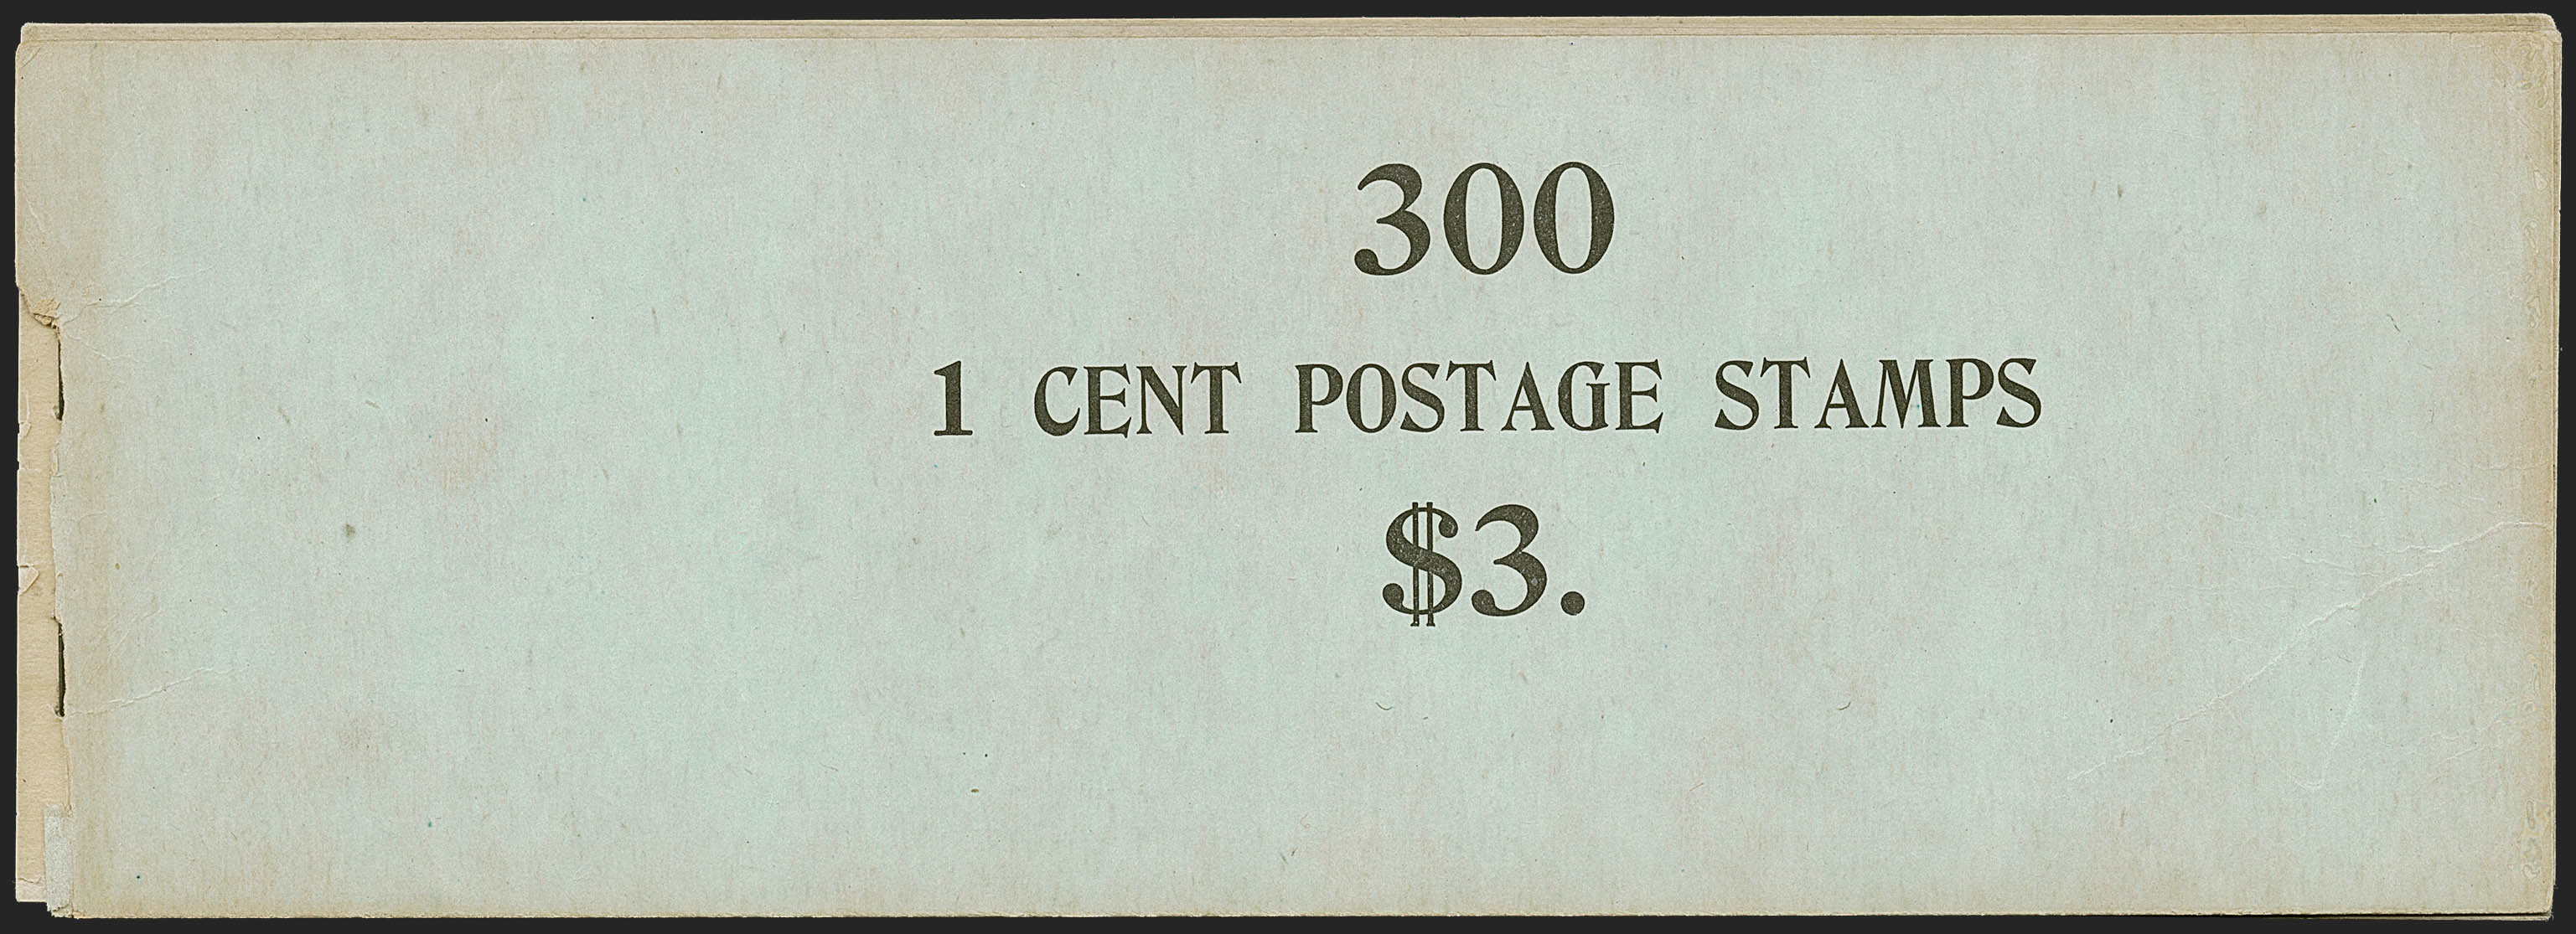 300
1 CENT POSTAGE STAMPS
$3.